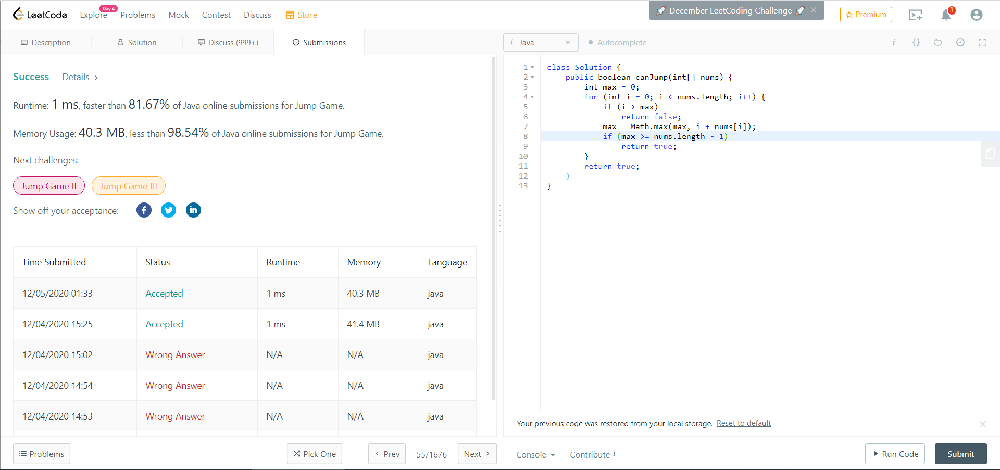 LeetCode Explore Day 4 Problems Mock Contest Discuss Store
🚀 December LeetCoding Challenge 🚀 ×
Premium
1
Description Solution Discuss (999+) Submissions
Success Details >
Runtime: 1 ms, faster than 81.67% of Java online submissions for Jump Game.
Memory Usage: 40.3 MB, less than 98.54% of Java online submissions for Jump Game.
Next challenges:
Jump Game II Jump Game III
Show off your acceptance: f in
Time Submitted Status Runtime Memory Language
12/05/2020 01:33 Accepted 1 ms 40.3 MB java
12/04/2020 15:25 Accepted 1 ms 41.4 MB java
12/04/2020 15:02 Wrong Answer N/A N/A java
12/04/2020 14:54 Wrong Answer N/A N/A java
12/04/2020 14:53 Wrong Answer N/A N/A java
Problems Pick One < Prev 55/1676 Next >
i Java Autocomplete i {}
1 class Solution {
2 public boolean canJump(int[] nums) {
3 int max = 0;
4 for (int i = 0; i < nums.length; i++) {
5 if (i > max)
6 return false;
7 max = Math.max(max, i + nums[i]);
8 if (max >= nums.length - 1)
9 return true;
10 }
11 return true;
12 }
13 }
Your previous code was restored from your local storage. Reset to default ×
Console Contribute i Run Code Submit